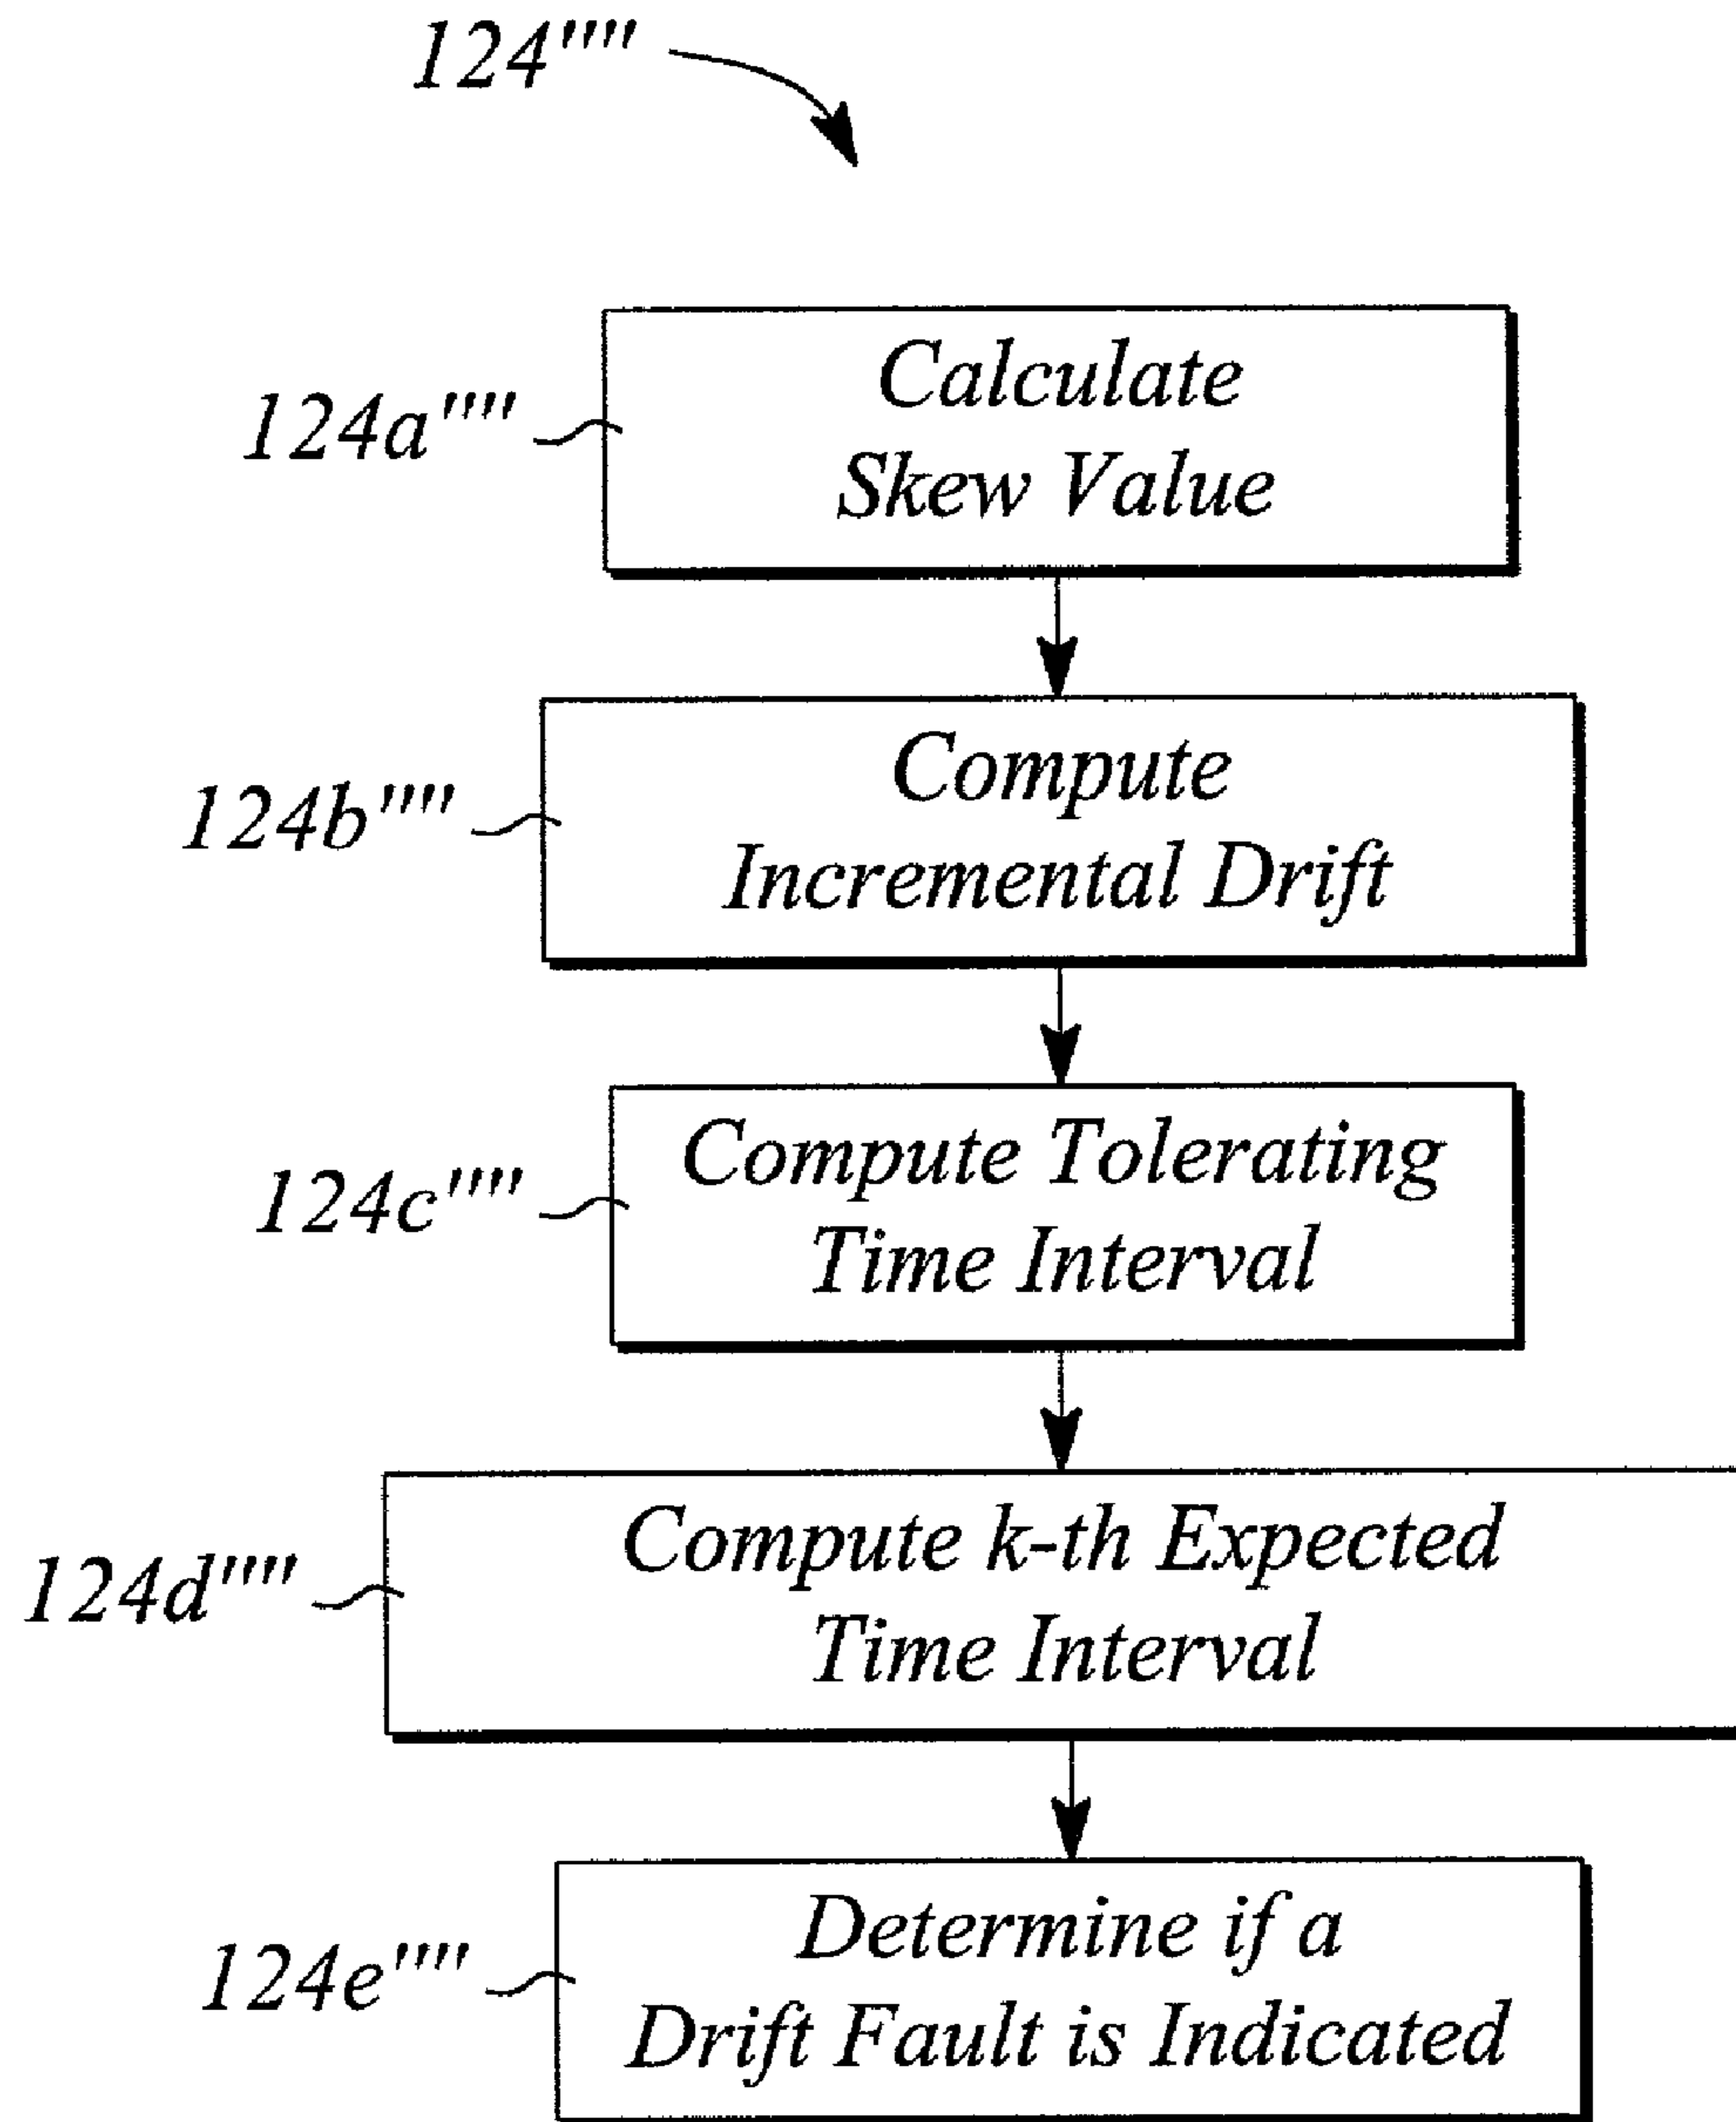 124""
Calculate
Skew Value
124a""
Compute
Incremental Drift
124b""
Compute Tolerating
Time Interval
124c""
Compute k-th Expected
Time Interval
124d""
Determine if a
Drift Fault is Indicated
124e""